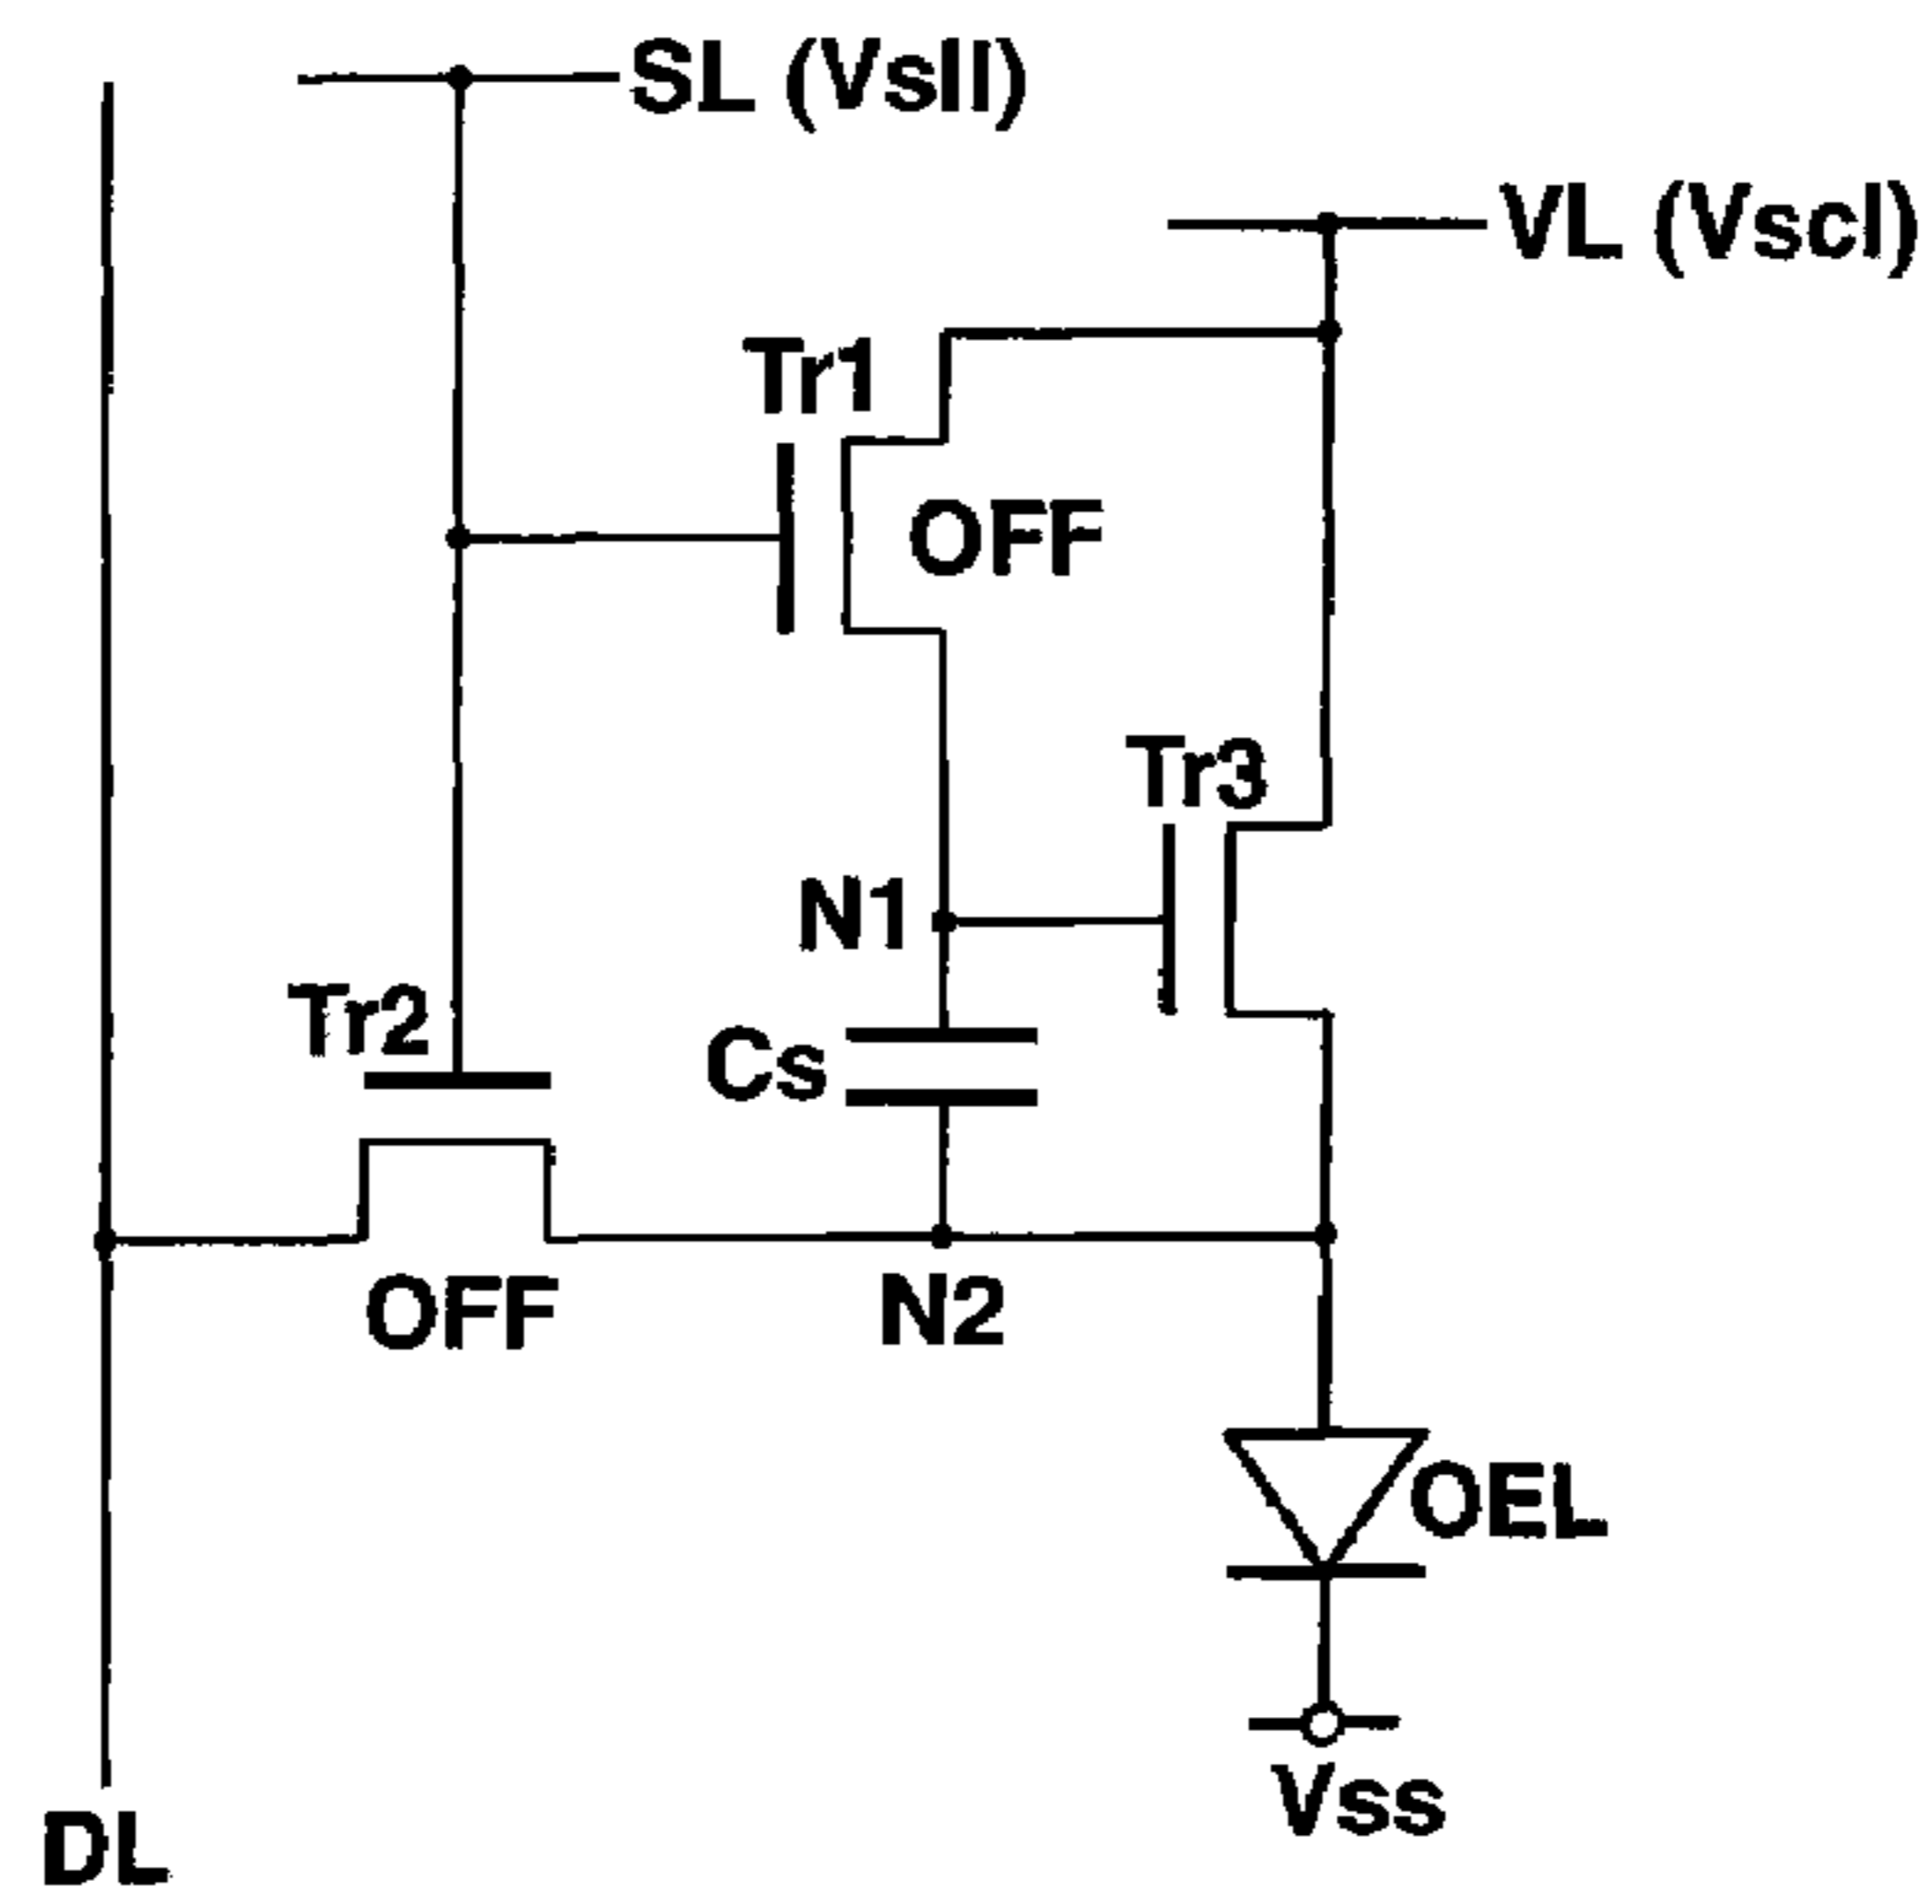 SL (Vsll)
VL (Vscl)
Tr1
OFF
Tr3
N1
Tr2
Cs
OFF
N2
OEL
Vss
DL